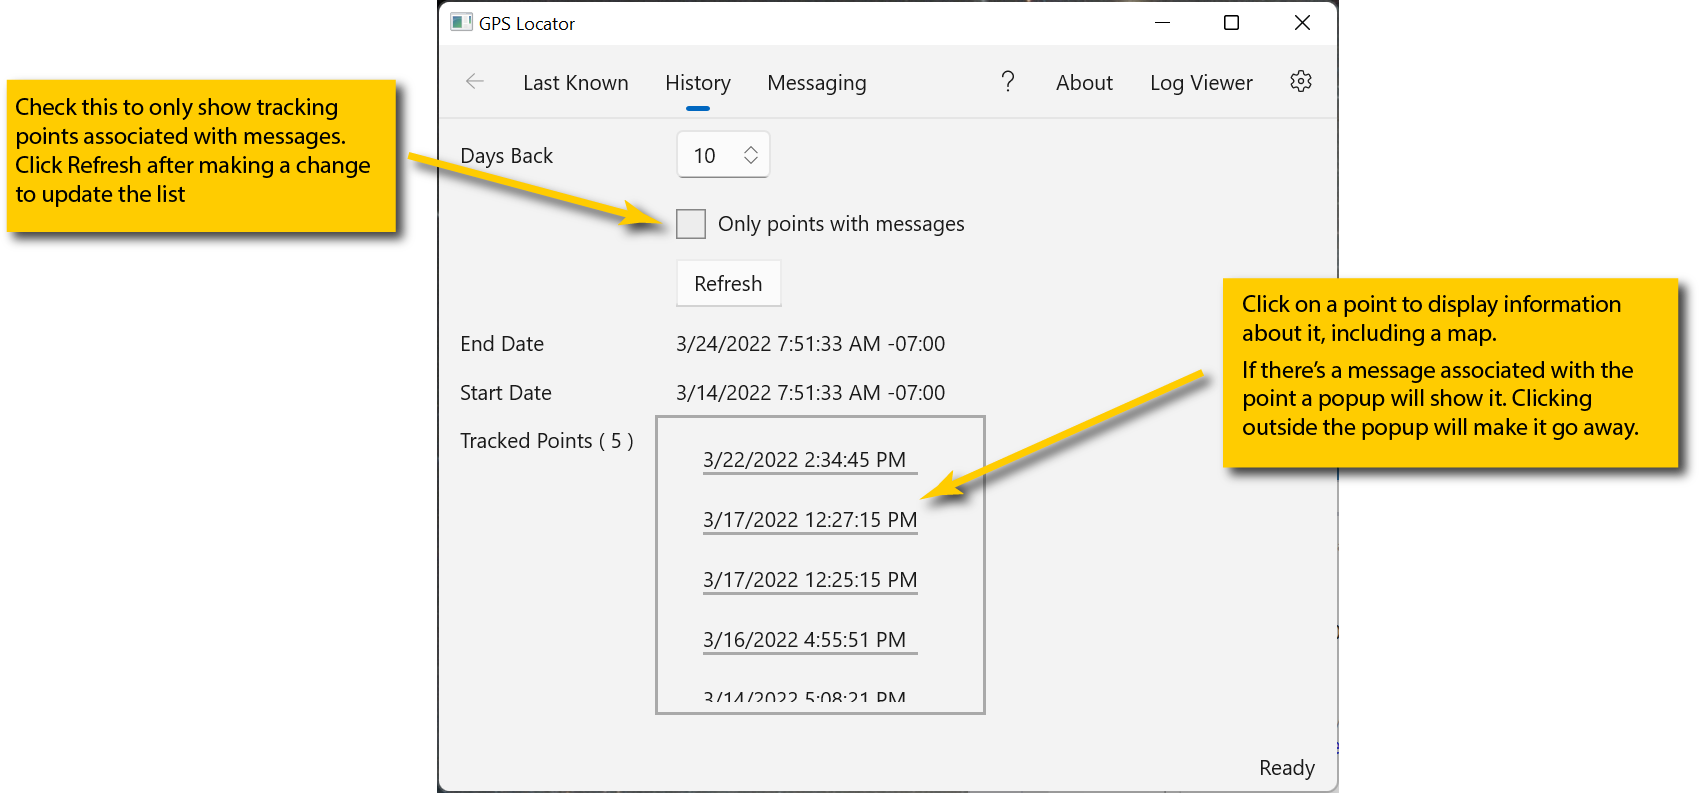 GPS Locator
Last Known History Messaging ? About Log Viewer
Check this to only show tracking
points associated with messages.
Click Refresh after making a change
to update the list
Days Back 10
Only points with messages
Refresh
End Date 3/24/2022 7:51:33 AM -07:00
Start Date 3/14/2022 7:51:33 AM -07:00
Tracked Points ( 5 )
3/22/2022 2:34:45 PM
3/17/2022 12:27:15 PM
3/17/2022 12:25:15 PM
3/16/2022 4:55:51 PM
3/14/2022 5:08:21 PM
Click on a point to display information
about it, including a map.
If there’s a message associated with the
point a popup will show it. Clicking
outside the popup will make it go away.
Ready